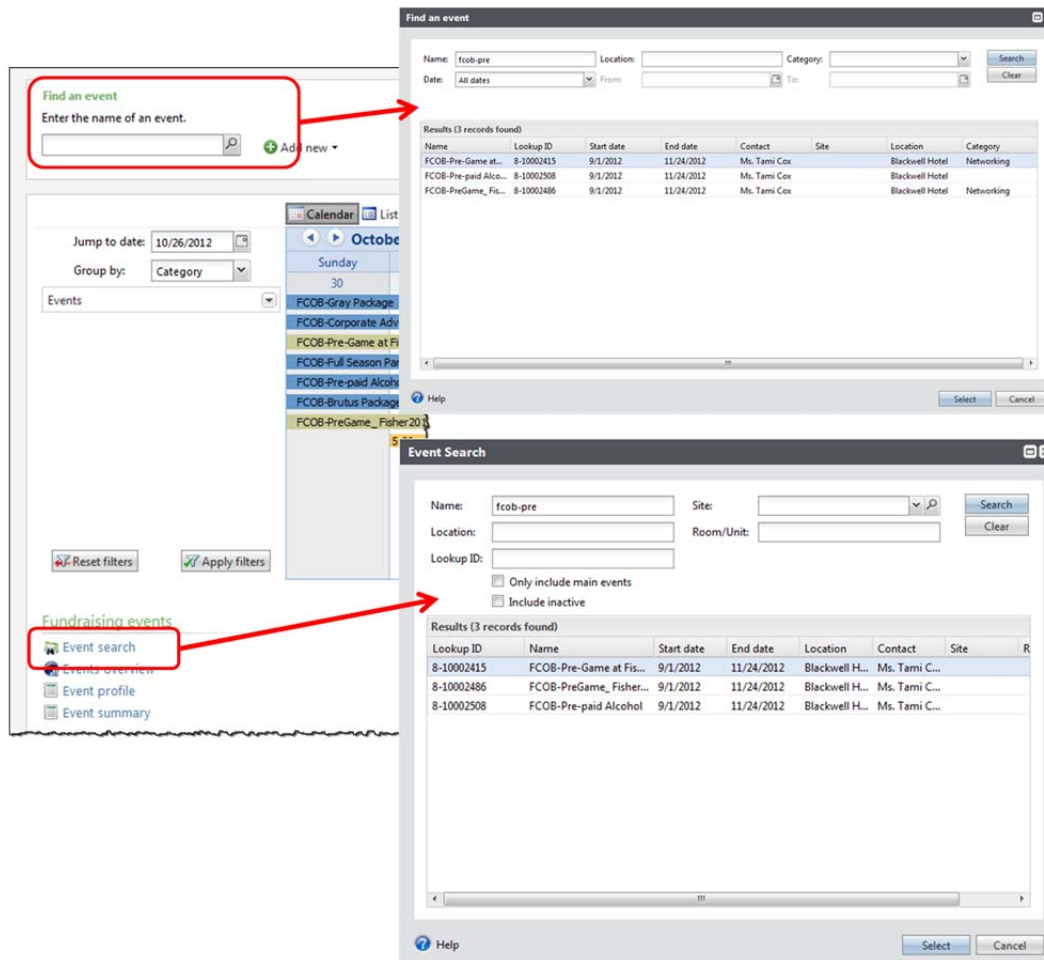 Find an event
Enter the name of an event.
Add new
Calendar List
Jump to date: 10/26/2012
Group by: Category
Events
Octobe
Sunday
30
FCOB-Gray Package
FCOB-Corporate Adv
FCOB-Pre-Game at Fi
FCOB-Full Season Pa
FCOB-Pre-paid Alcoh
FCOB-Brutus Package
FCOB-PreGame_ Fisher201
Reset filters Apply filters
Fundraising events
Event search
Events overview
Event profile
Event summary
Find an event
Name: fcob-pre Location: Category: Search
Date: All dates From: To: Clear
Results (3 records found)
Name Lookup ID Start date End date Contact Site Location Category
FCOB-Pre-Game at... 8-10002415 9/1/2012 11/24/2012 Ms. Tami Cox Blackwell Hotel Networking
FCOB-Pre-paid Alco... 8-10002508 9/1/2012 11/24/2012 Ms. Tami Cox Blackwell Hotel
FCOB-PreGame_ Fis... 8-10002486 9/1/2012 11/24/2012 Ms. Tami Cox Blackwell Hotel Networking
Help Select Cancel
Event Search
Name: fcob-pre Site: Search
Location: Room/Unit: Clear
Lookup ID:
Only include main events
Include inactive
Results (3 records found)
Lookup ID Name Start date End date Location Contact Site R
8-10002415 FCOB-Pre-Game at Fis... 9/1/2012 11/24/2012 Blackwell H... Ms. Tami C...
8-10002486 FCOB-PreGame_ Fisher... 9/1/2012 11/24/2012 Blackwell H... Ms. Tami C...
8-10002508 FCOB-Pre-paid Alcohol 9/1/2012 11/24/2012 Blackwell H... Ms. Tami C...
Help Select Cancel